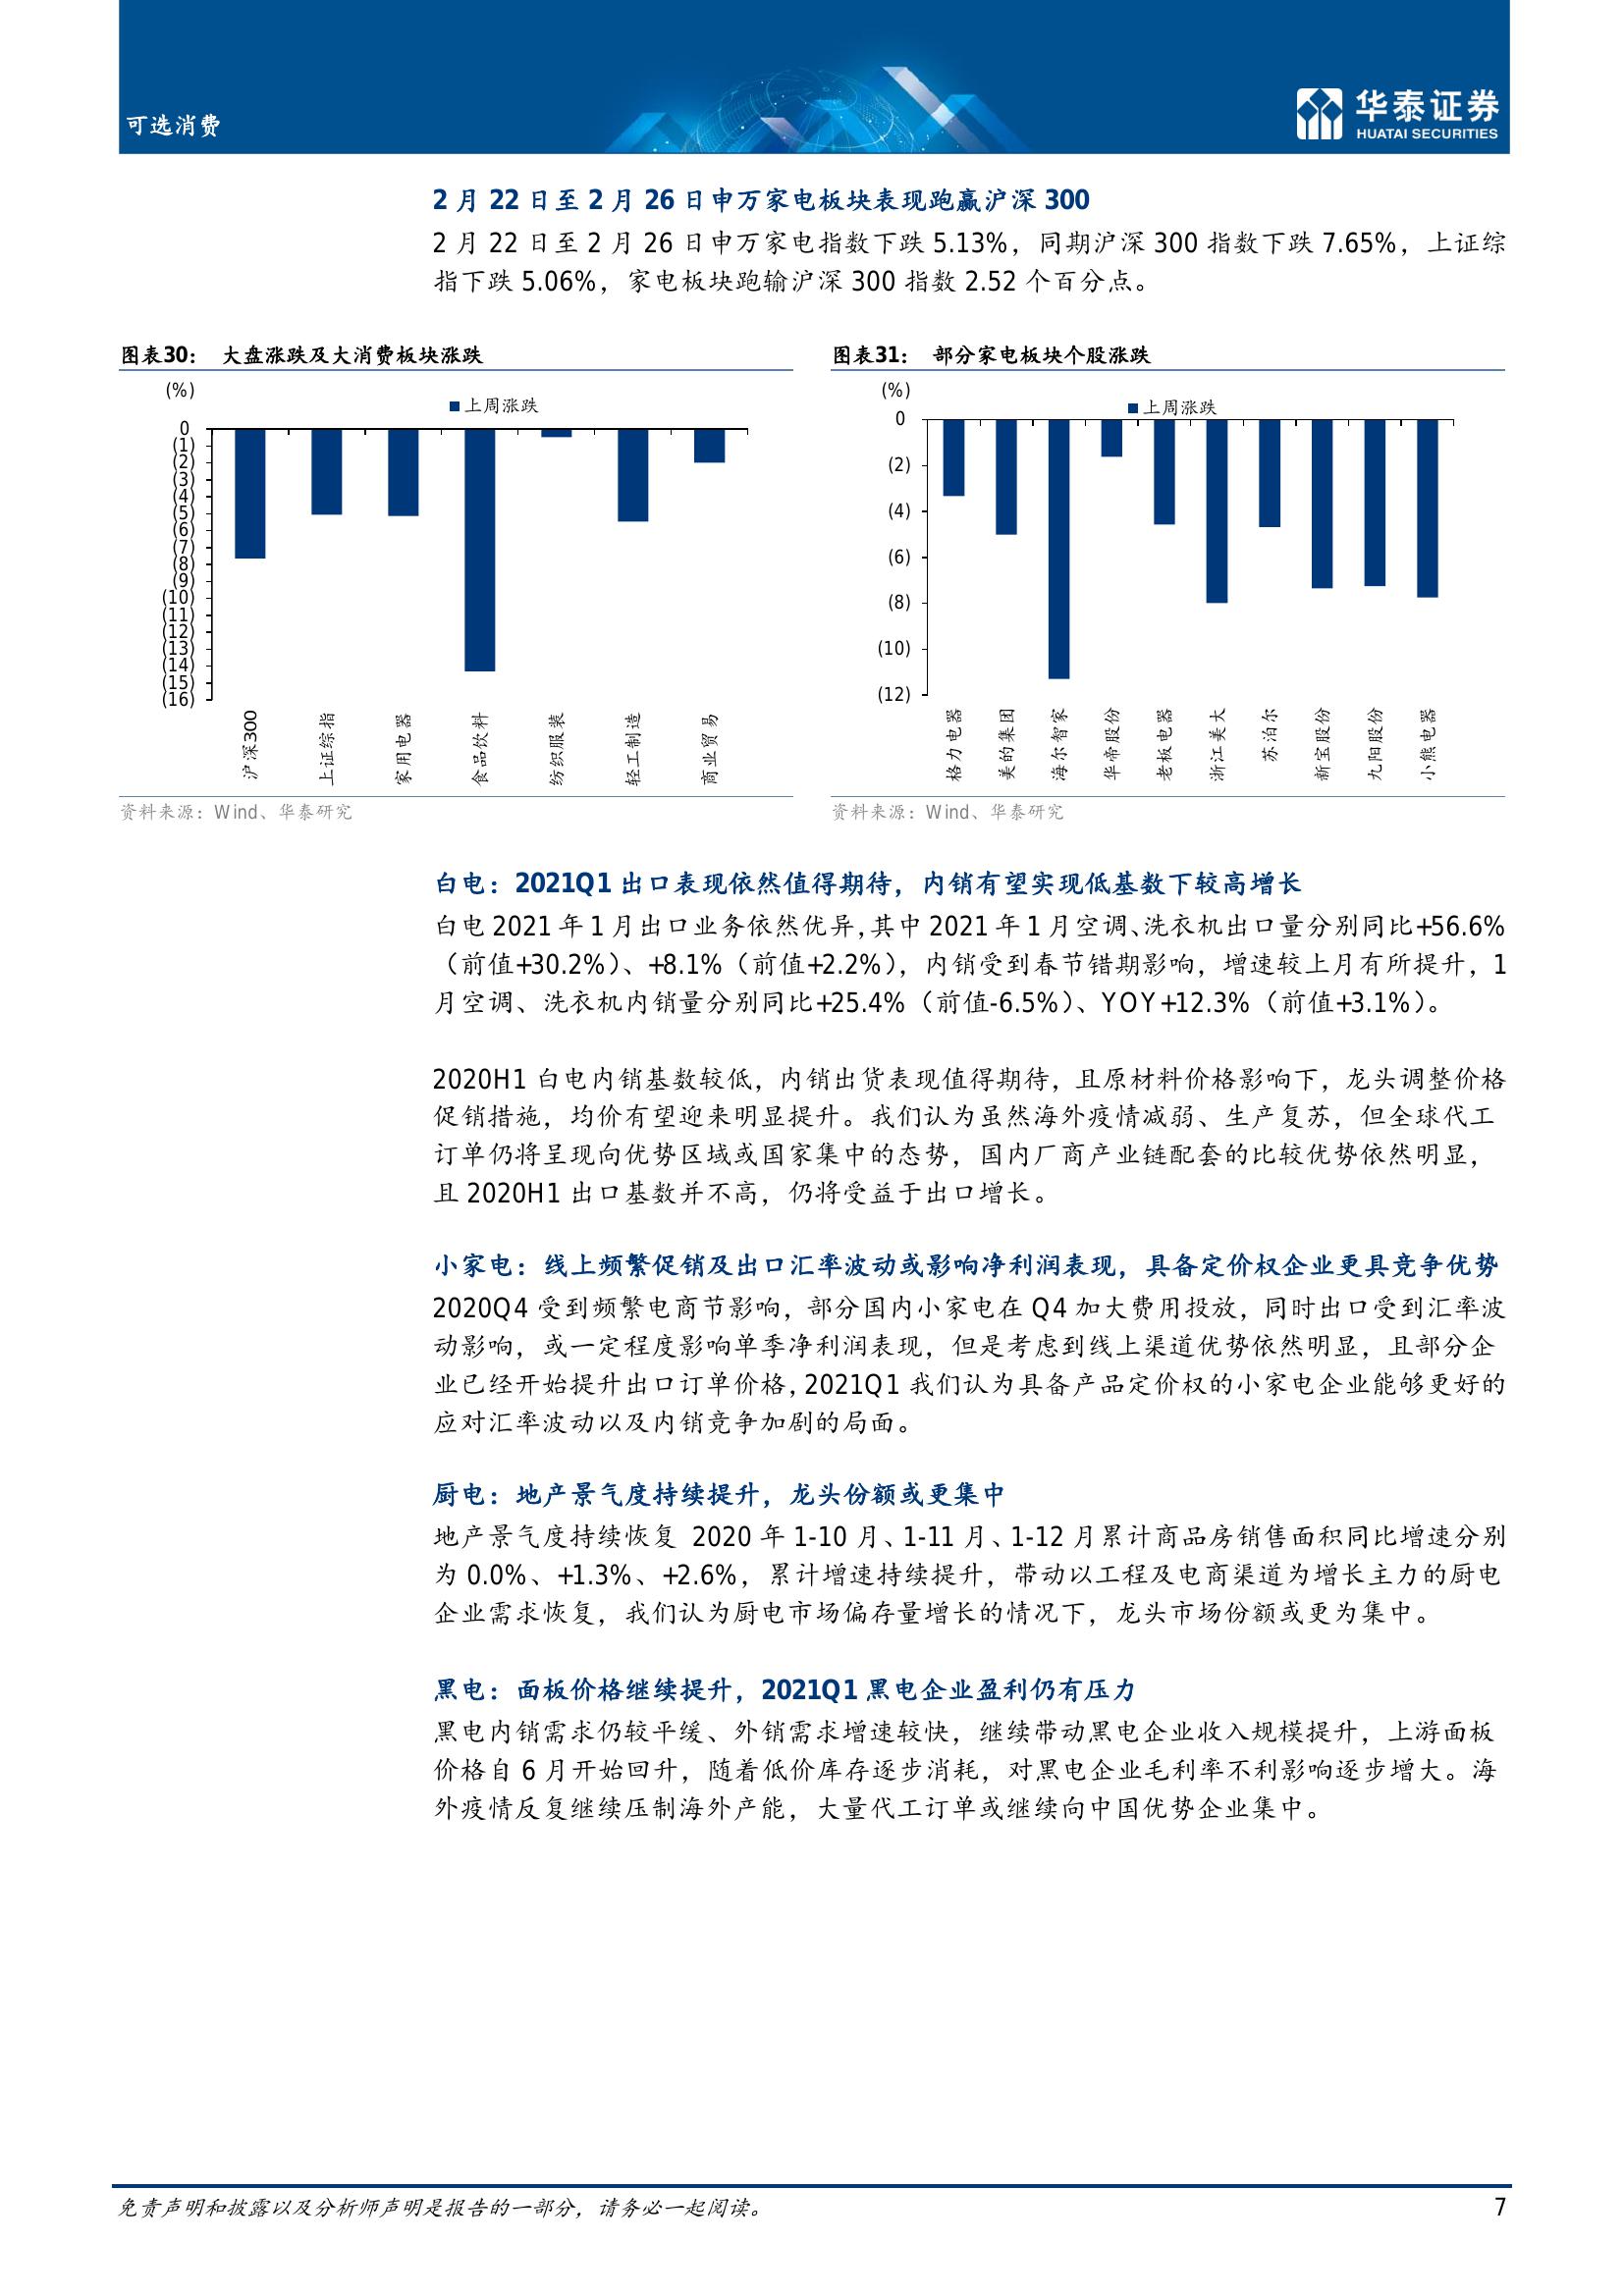 可选消费
华泰证券
HUATAI SECURITIES
2 月 22 日至 2 月 26 日申万家电板块表现跑赢沪深 300
2 月 22 日至 2 月 26 日申万家电指数下跌 5.13%，同期沪深 300 指数下跌 7.65%，上证综
指下跌 5.06%，家电板块跑输沪深 300 指数 2.52 个百分点。
图表30： 大盘涨跌及大消费板块涨跌
(%)
上周涨跌
0
(1)
(2)
(3)
(4)
(5)
(6)
(7)
(8)
(9)
(10)
(11)
(12)
(13)
(14)
(15)
(16)
沪深300
上证综指
家用电器
食品饮料
纺织服装
轻工制造
商业贸易
资料来源：Wind、华泰研究
图表31： 部分家电板块个股涨跌
(%)
上周涨跌
0
(2)
(4)
(6)
(8)
(10)
(12)
格力电器
美的集团
海尔智家
华帝股份
老板电器
浙江美大
苏泊尔
新宝股份
九阳股份
小熊电器
资料来源：Wind、华泰研究
白电：2021Q1 出口表现依然值得期待，内销有望实现低基数下较高增长
白电 2021 年 1 月出口业务依然优异，其中 2021 年 1 月空调、洗衣机出口量分别同比+56.6%
（前值+30.2%）、+8.1%（前值+2.2%），内销受到春节错期影响，增速较上月有所提升，1
月空调、洗衣机内销量分别同比+25.4%（前值-6.5%）、YOY+12.3%（前值+3.1%）。
2020H1 白电内销基数较低，内销出货表现值得期待，且原材料价格影响下，龙头调整价格
促销措施，均价有望迎来明显提升。我们认为虽然海外疫情减弱、生产复苏，但全球代工
订单仍将呈现向优势区域或国家集中的态势，国内厂商产业链配套的比较优势依然明显，
且 2020H1 出口基数并不高，仍将受益于出口增长。
小家电：线上频繁促销及出口汇率波动或影响净利润表现，具备定价权企业更具竞争优势
2020Q4 受到频繁电商节影响，部分国内小家电在 Q4 加大费用投放，同时出口受到汇率波
动影响，或一定程度影响单季净利润表现，但是考虑到线上渠道优势依然明显，且部分企
业已经开始提升出口订单价格，2021Q1 我们认为具备产品定价权的小家电企业能够更好的
应对汇率波动以及内销竞争加剧的局面。
厨电：地产景气度持续提升，龙头份额或更集中
地产景气度持续恢复 2020 年 1-10 月、1-11 月、1-12 月累计商品房销售面积同比增速分别
为 0.0%、+1.3%、+2.6%，累计增速持续提升，带动以工程及电商渠道为增长主力的厨电
企业需求恢复，我们认为厨电市场偏存量增长的情况下，龙头市场份额或更为集中。
黑电：面板价格继续提升，2021Q1 黑电企业盈利仍有压力
黑电内销需求仍较平缓、外销需求增速较快，继续带动黑电企业收入规模提升，上游面板
价格自 6 月开始回升，随着低价库存逐步消耗，对黑电企业毛利率不利影响逐步增大。海
外疫情反复继续压制海外产能，大量代工订单或继续向中国优势企业集中。
免责声明和披露以及分析师声明是报告的一部分，请务必一起阅读。
7